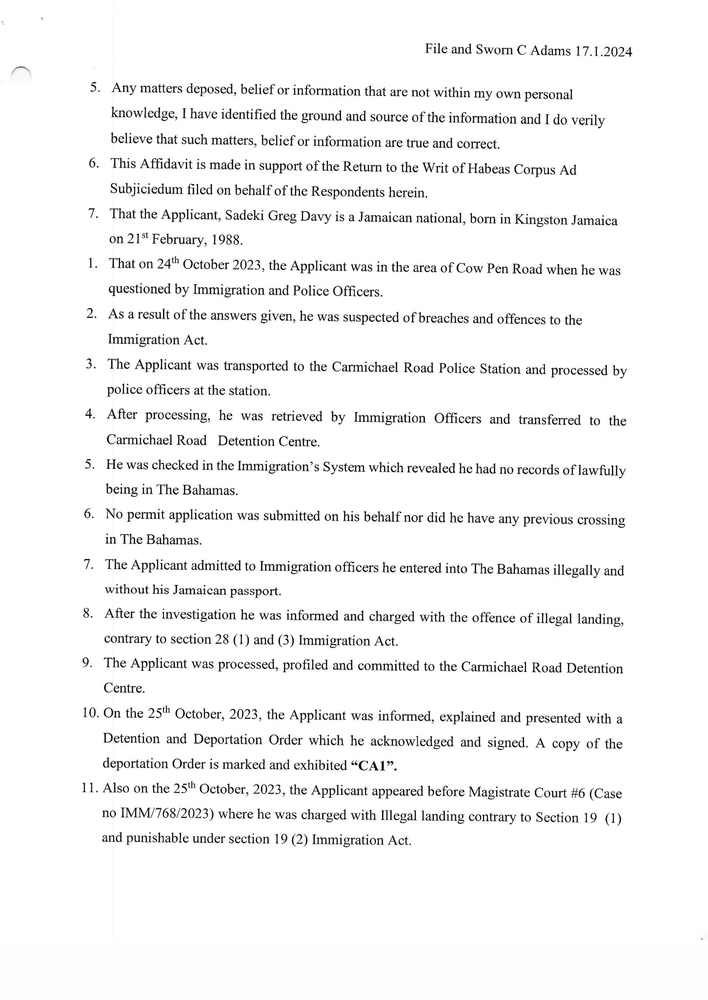 File and Sworn C Adams 17.1.2024
5. Any matters deposed, belief or information that are not within my own personal
knowledge, I have identified the ground and source of the information and I do verily
believe that such matters, belief or information are true and correct.
6. This Affidavit is made in support of the Return to the Writ of Habeas Corpus Ad
Subjiciedum filed on behalf of the Respondents herein.
7. That the Applicant, Sadeki Greg Davy is a Jamaican national, born in Kingston Jamaica
on 21st February, 1988.
1. That on 24th October 2023, the Applicant was in the area of Cow Pen Road when he was
questioned by Immigration and Police Officers.
2. As a result of the answers given, he was suspected of breaches and offences to the
Immigration Act.
3. The Applicant was transported to the Carmichael Road Police Station and processed by
police officers at the station.
4. After processing, he was retrieved by Immigration Officers and transferred to the
Carmichael Road Detention Centre.
5. He was checked in the Immigration’s System which revealed he had no records of lawfully
being in The Bahamas.
6. No permit application was submitted on his behalf nor did he have any previous crossing
in The Bahamas.
7. The Applicant admitted to Immigration officers he entered into The Bahamas illegally and
without his Jamaican passport.
8. After the investigation he was informed and charged with the offence of illegal landing,
contrary to section 28 (1) and (3) Immigration Act.
9. The Applicant was processed, profiled and committed to the Carmichael Road Detention
Centre.
10. On the 25th October, 2023, the Applicant was informed, explained and presented with a
Detention and Deportation Order which he acknowledged and signed. A copy of the
deportation Order is marked and exhibited “CA1”.
11. Also on the 25th October, 2023, the Applicant appeared before Magistrate Court #6 (Case
no IMM/768/2023) where he was charged with Illegal landing contrary to Section 19 (1)
and punishable under section 19 (2) Immigration Act.